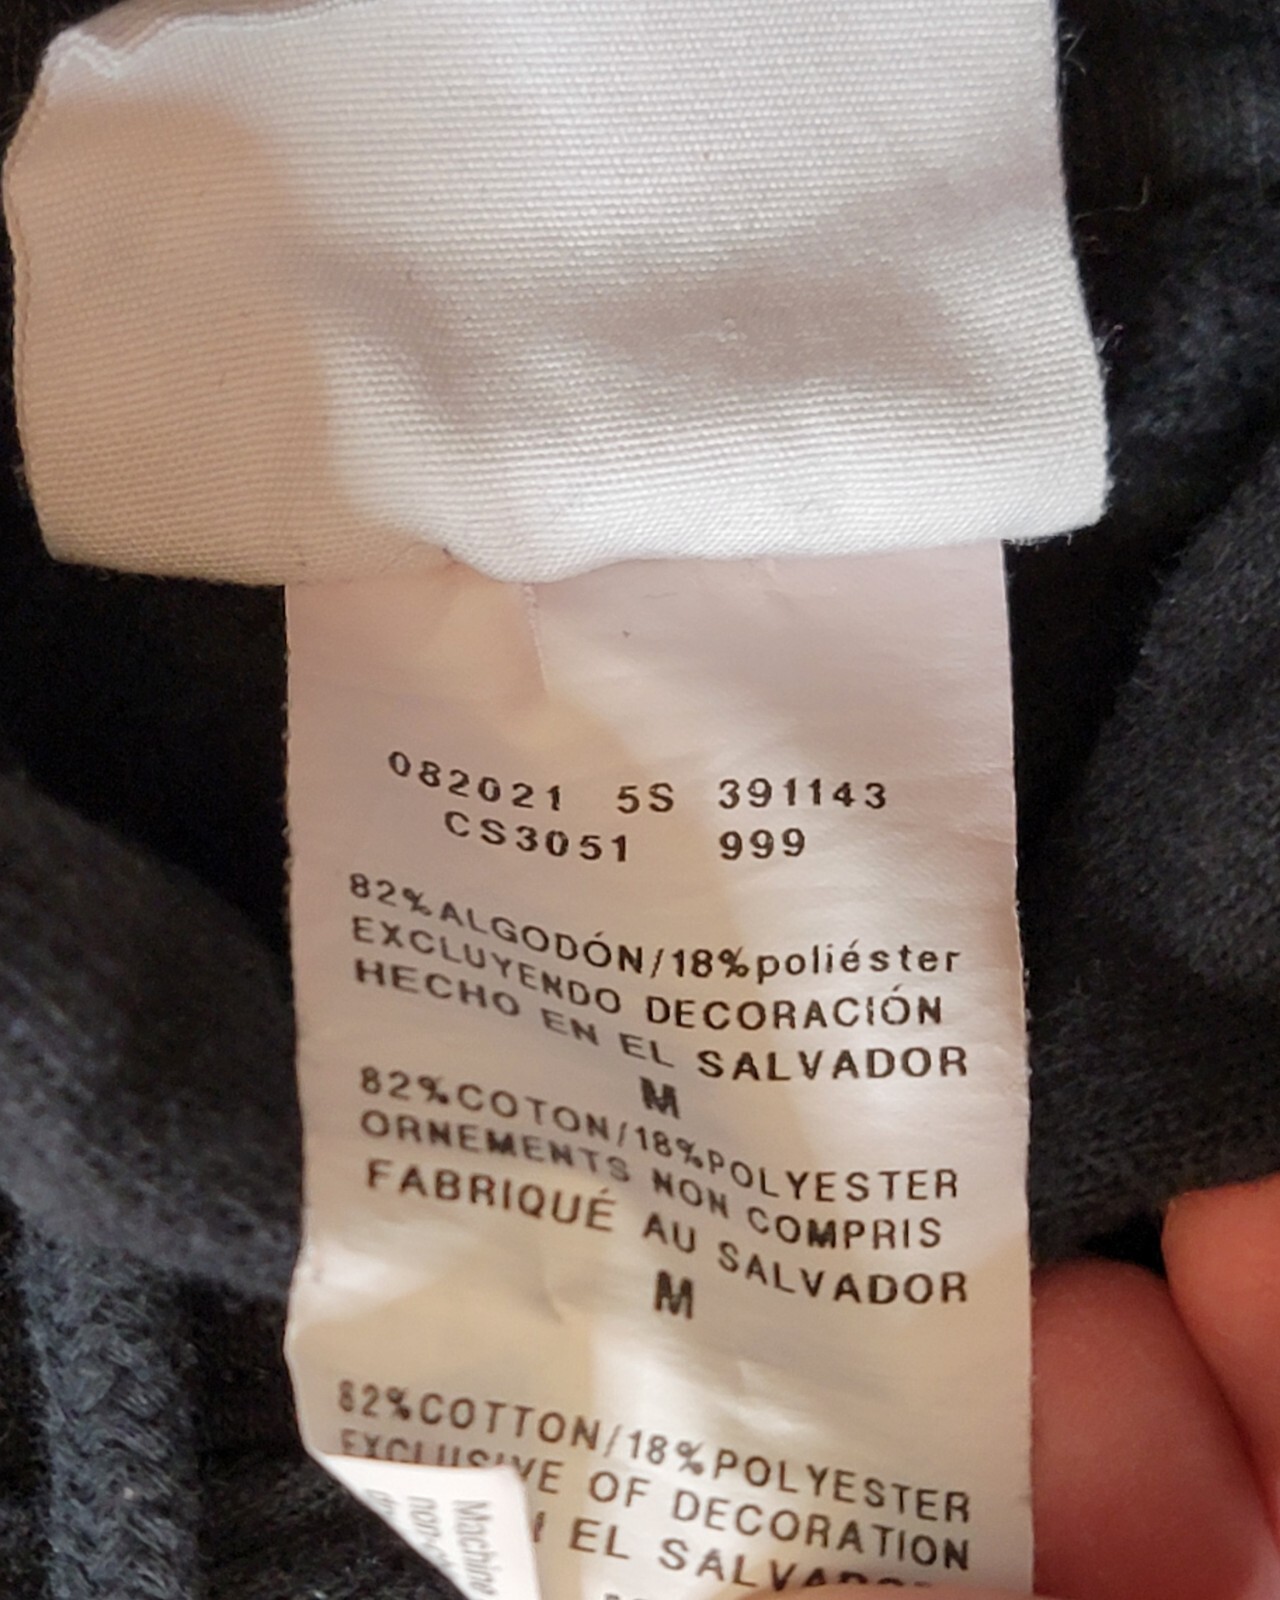 082021 5S 391143
CS3051 999
82%ALGODÓN/18%poliéster
EXCLUYENDO DECORACIÓN
HECHO EN EL SALVADOR
M
82%COTON/18%POLYESTER
ORNEMENTS NON COMPRIS
FABRIQUÉ AU SALVADOR
M
82%COTTON/18%POLYESTER
EXCLUSIVE OF DECORATION
EL SALVADOR
Machine